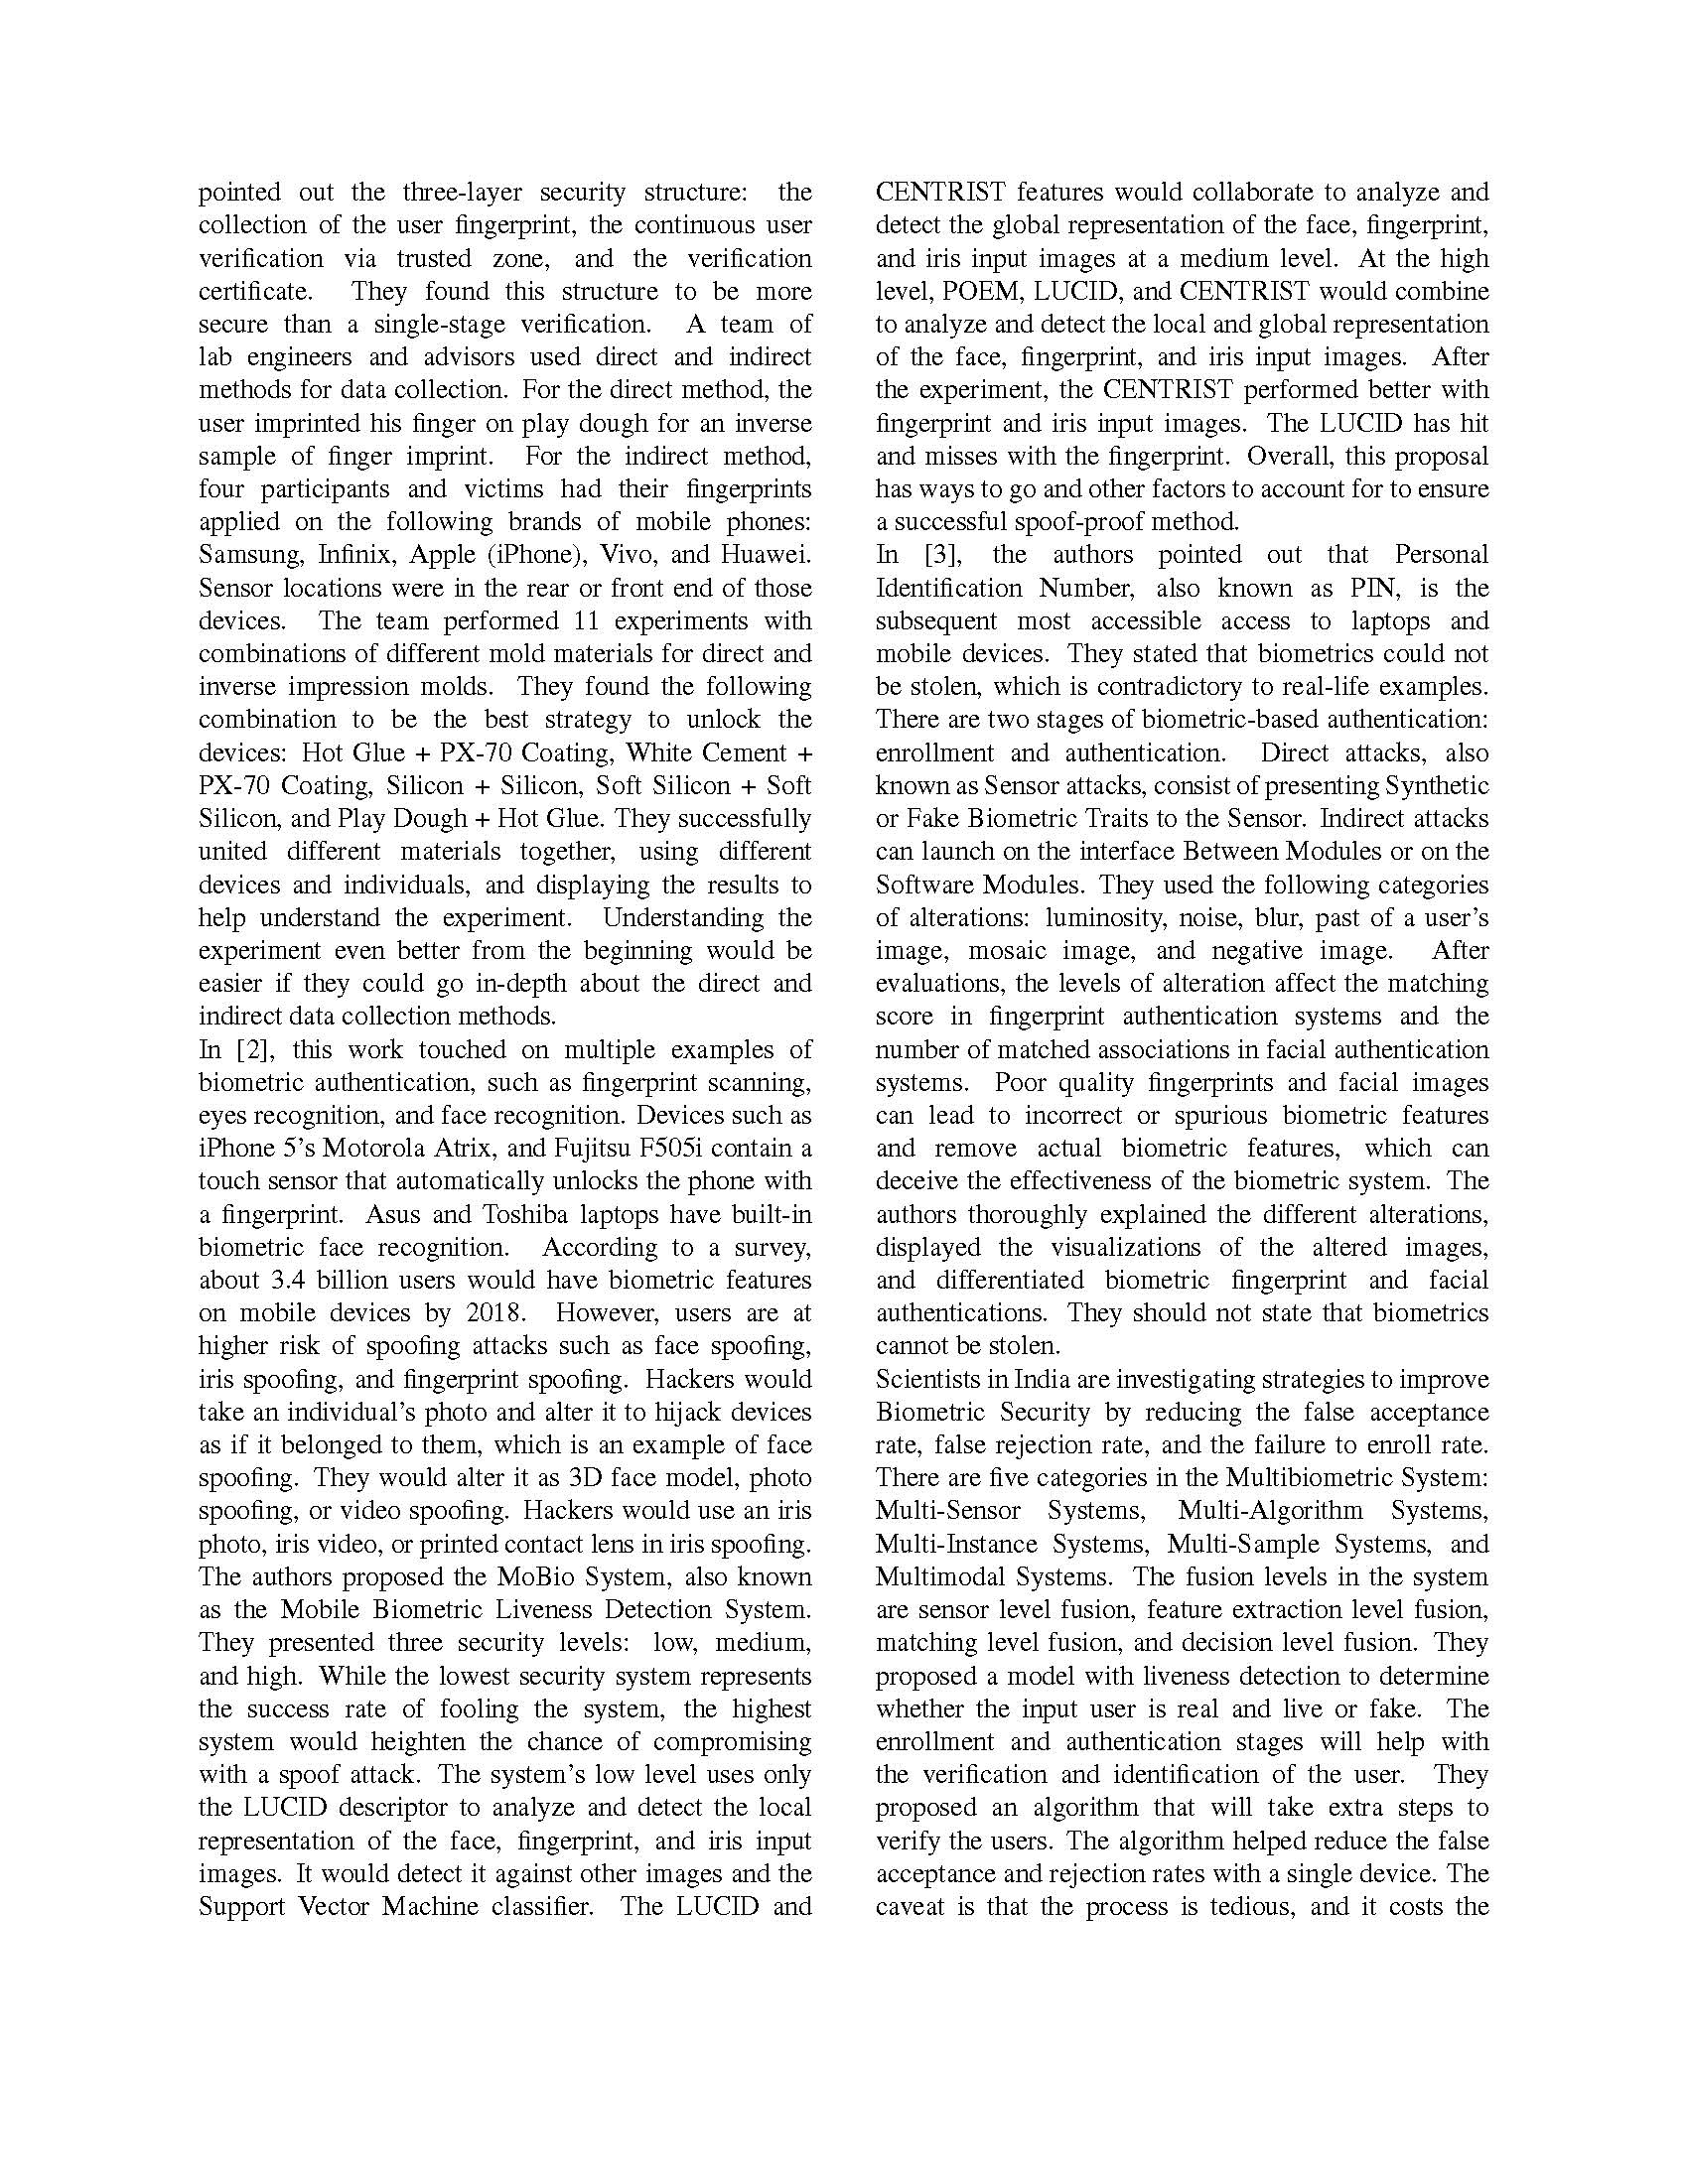 pointed out the three-layer security structure: the
collection of the user fingerprint, the continuous user
verification via trusted zone, and the verification
certificate. They found this structure to be more
secure than a single-stage verification. A team of
lab engineers and advisors used direct and indirect
methods for data collection. For the direct method, the
user imprinted his finger on play dough for an inverse
sample of finger imprint. For the indirect method,
four participants and victims had their fingerprints
applied on the following brands of mobile phones:
Samsung, Infinix, Apple (iPhone), Vivo, and Huawei.
Sensor locations were in the rear or front end of those
devices. The team performed 11 experiments with
combinations of different mold materials for direct and
inverse impression molds. They found the following
combination to be the best strategy to unlock the
devices: Hot Glue + PX-70 Coating, White Cement +
PX-70 Coating, Silicon + Silicon, Soft Silicon + Soft
Silicon, and Play Dough + Hot Glue. They successfully
united different materials together, using different
devices and individuals, and displaying the results to
help understand the experiment. Understanding the
experiment even better from the beginning would be
easier if they could go in-depth about the direct and
indirect data collection methods.
In [2], this work touched on multiple examples of
biometric authentication, such as fingerprint scanning,
eyes recognition, and face recognition. Devices such as
iPhone 5's Motorola Atrix, and Fujitsu F505i contain a
touch sensor that automatically unlocks the phone with
a fingerprint. Asus and Toshiba laptops have built-in
biometric face recognition. According to a survey,
about 3.4 billion users would have biometric features
on mobile devices by 2018. However, users are at
higher risk of spoofing attacks such as face spoofing,
iris spoofing, and fingerprint spoofing. Hackers would
take an individual's photo and alter it to hijack devices
as if it belonged to them, which is an example of face
spoofing. They would alter it as 3D face model, photo
spoofing, or video spoofing. Hackers would use an iris
photo, iris video, or printed contact lens in iris spoofing.
The authors proposed the MoBio System, also known
as the Mobile Biometric Liveness Detection System.
They presented three security levels: low, medium,
and high. While the lowest security system represents
the success rate of fooling the system, the highest
system would heighten the chance of compromising
with a spoof attack. The system's low level uses only
the LUCID descriptor to analyze and detect the local
representation of the face, fingerprint, and iris input
images. It would detect it against other images and the
Support Vector Machine classifier. The LUCID and
CENTRIST features would collaborate to analyze and
detect the global representation of the face, fingerprint,
and iris input images at a medium level. At the high
level, POEM, LUCID, and CENTRIST would combine
to analyze and detect the local and global representation
of the face, fingerprint, and iris input images. After
the experiment, the CENTRIST performed better with
fingerprint and iris input images. The LUCID has hit
and misses with the fingerprint. Overall, this proposal
has ways to go and other factors to account for to ensure
a successful spoof-proof method.
In [3], the authors pointed out that Personal
Identification Number, also known as PIN, is the
subsequent most accessible access to laptops and
mobile devices. They stated that biometrics could not
be stolen, which is contradictory to real-life examples.
There are two stages of biometric-based authentication:
enrollment and authentication. Direct attacks, also
known as Sensor attacks, consist of presenting Synthetic
or Fake Biometric Traits to the Sensor. Indirect attacks
can launch on the interface Between Modules or on the
Software Modules. They used the following categories
of alterations: luminosity, noise, blur, past of a user's
image, mosaic image, and negative image. After
evaluations, the levels of alteration affect the matching
score in fingerprint authentication systems and the
number of matched associations in facial authentication
systems. Poor quality fingerprints and facial images
can lead to incorrect or spurious biometric features
and remove actual biometric features, which can
deceive the effectiveness of the biometric system. The
authors thoroughly explained the different alterations,
displayed the visualizations of the altered images,
and differentiated biometric fingerprint and facial
authentications. They should not state that biometrics
cannot be stolen.
Scientists in India are investigating strategies to improve
Biometric Security by reducing the false acceptance
rate, false rejection rate, and the failure to enroll rate.
There are five categories in the Multibiometric System:
Multi-Sensor Systems, Multi-Algorithm Systems,
Multi-Instance Systems, Multi-Sample Systems, and
Multimodal Systems. The fusion levels in the system
are sensor level fusion, feature extraction level fusion,
matching level fusion, and decision level fusion. They
proposed a model with liveness detection to determine
whether the input user is real and live or fake. The
enrollment and authentication stages will help with
the verification and identification of the user. They
proposed an algorithm that will take extra steps to
verify the users. The algorithm helped reduce the false
acceptance and rejection rates with a single device. The
caveat is that the process is tedious, and it costs the